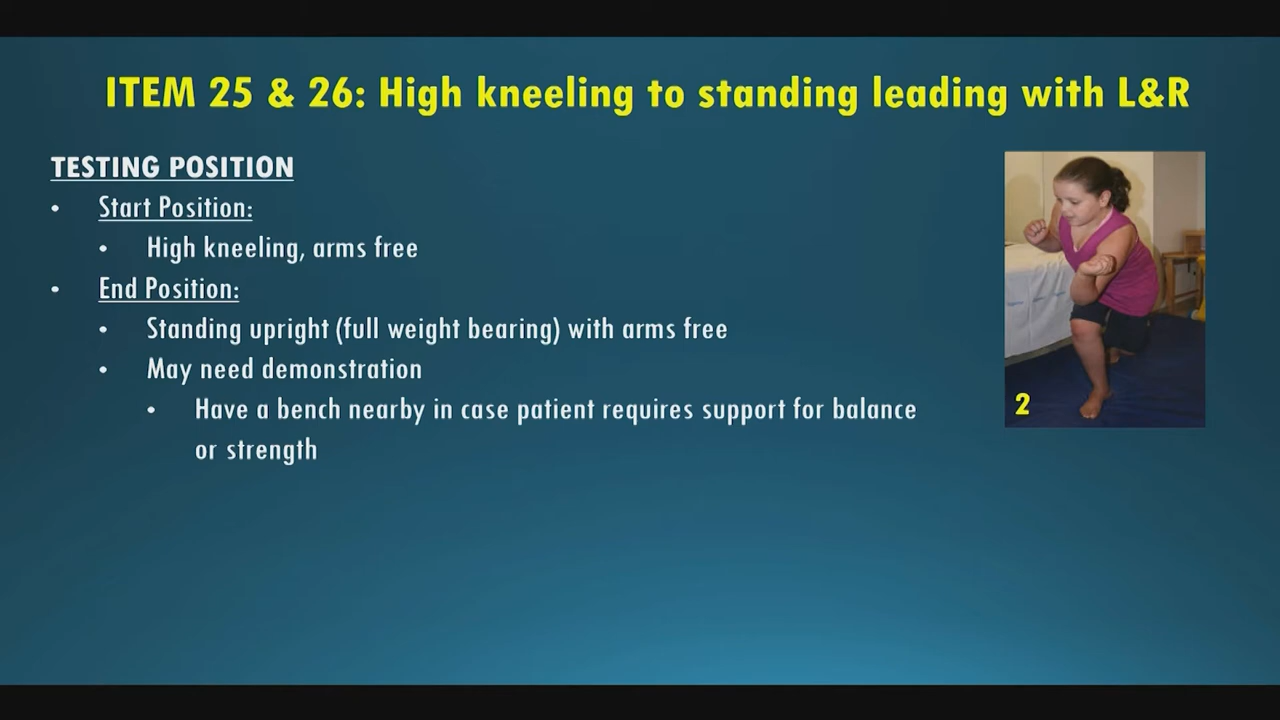 ITEM 25 & 26: High kneeling to standing leading with L&R
TESTING POSITION
• Start Position:
• High kneeling, arms free
• End Position:
• Standing upright (full weight bearing) with arms free
• May need demonstration
• Have a bench nearby in case patient requires support for balance
or strength
2